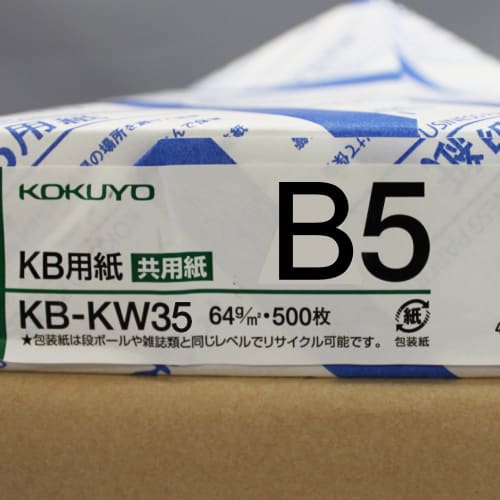 KOKUYO
B5
KB用紙 共用紙
KB-KW35 64g/㎡・500枚
紙
包装紙
★包装紙は段ボールや雑誌類と同じレベルでリサイクル可能です。